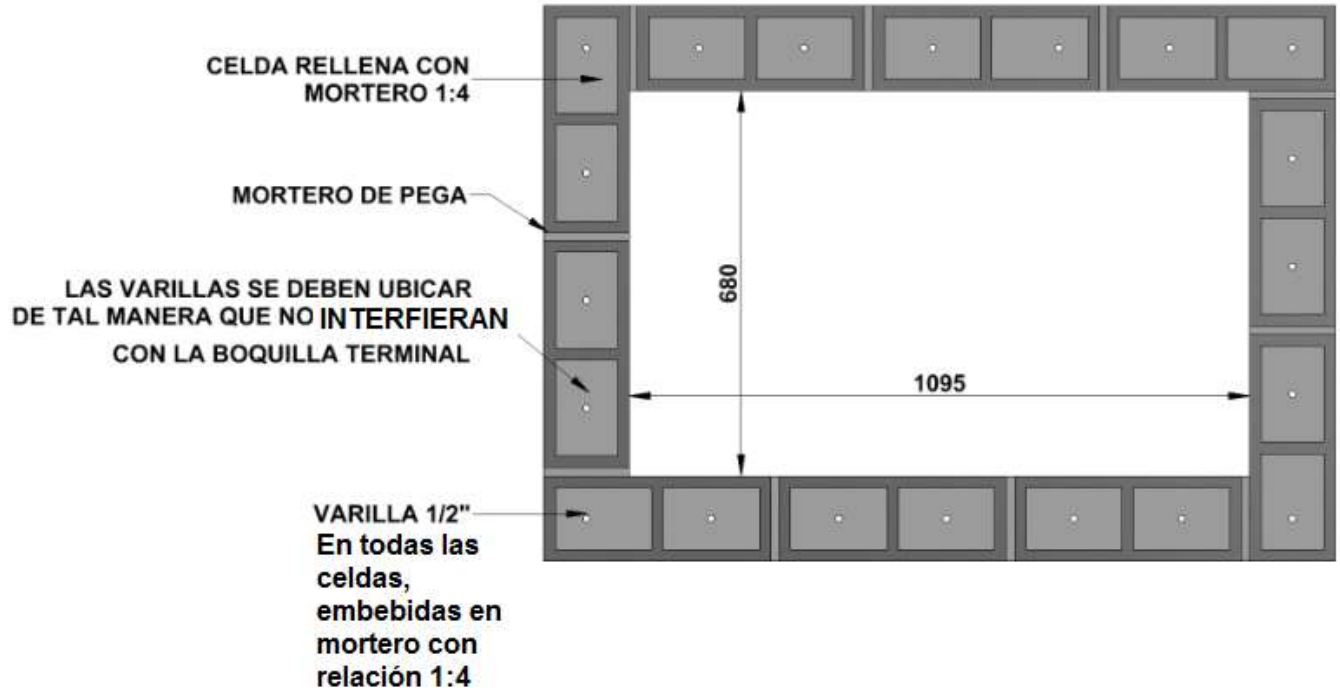 CELDA RELLENA CON
MORTERO 1:4
MORTERO DE PEGA
LAS VARILLAS SE DEBEN UBICAR
DE TAL MANERA QUE NO INTERFIERAN
CON LA BOQUILLA TERMINAL
680
1095
VARILLA 1/2"
En todas las
celdas,
embebidas en
mortero con
relación 1:4